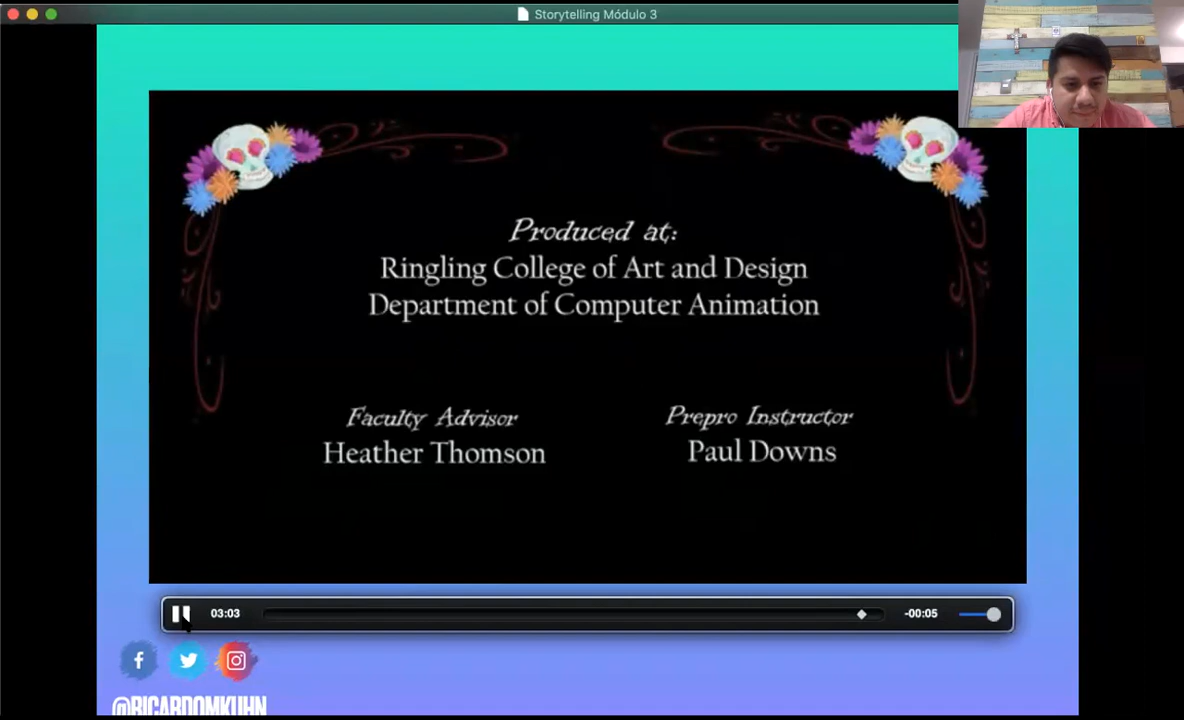 Storytelling Módulo 3
Produced at:
Ringling College of Art and Design
Department of Computer Animation
Faculty Advisor
Heather Thomson
Prepro Instructor
Paul Downs
03:03
-00:05
@RICARDOMKUHN